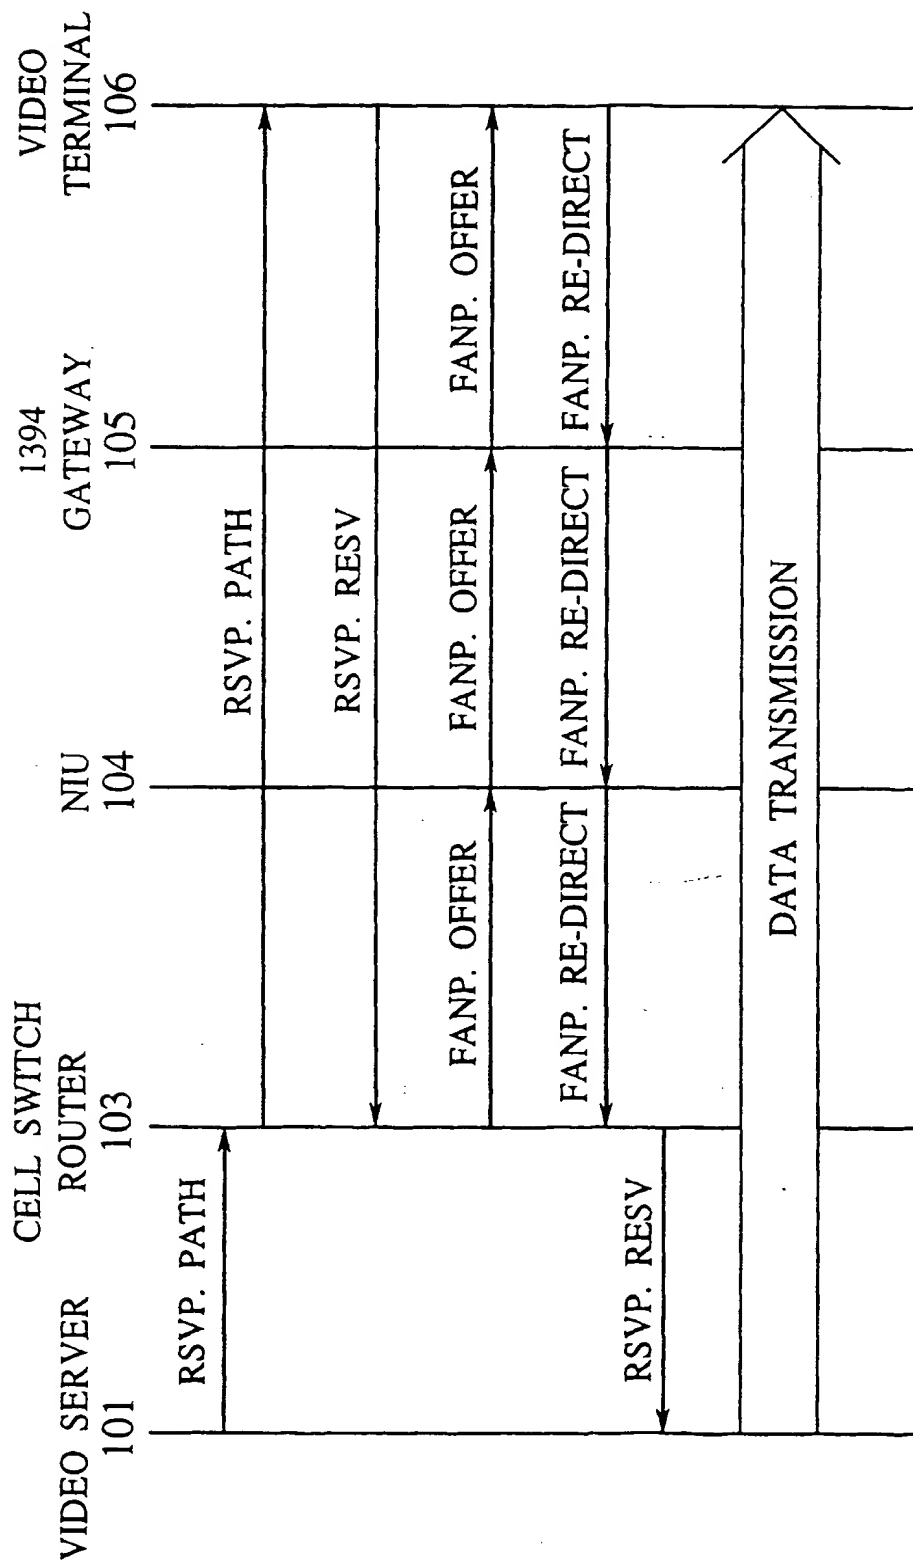 VIDEO SERVER
101
CELL SWITCH
ROUTER
103
NIU
104
1394
GATEWAY
105
VIDEO
TERMINAL
106
RSVP. PATH
RSVP. PATH
RSVP. RESV
FANP. OFFER
FANP. OFFER
FANP. OFFER
FANP. RE-DIRECT
FANP. RE-DIRECT
FANP. RE-DIRECT
RSVP. RESV
DATA TRANSMISSION